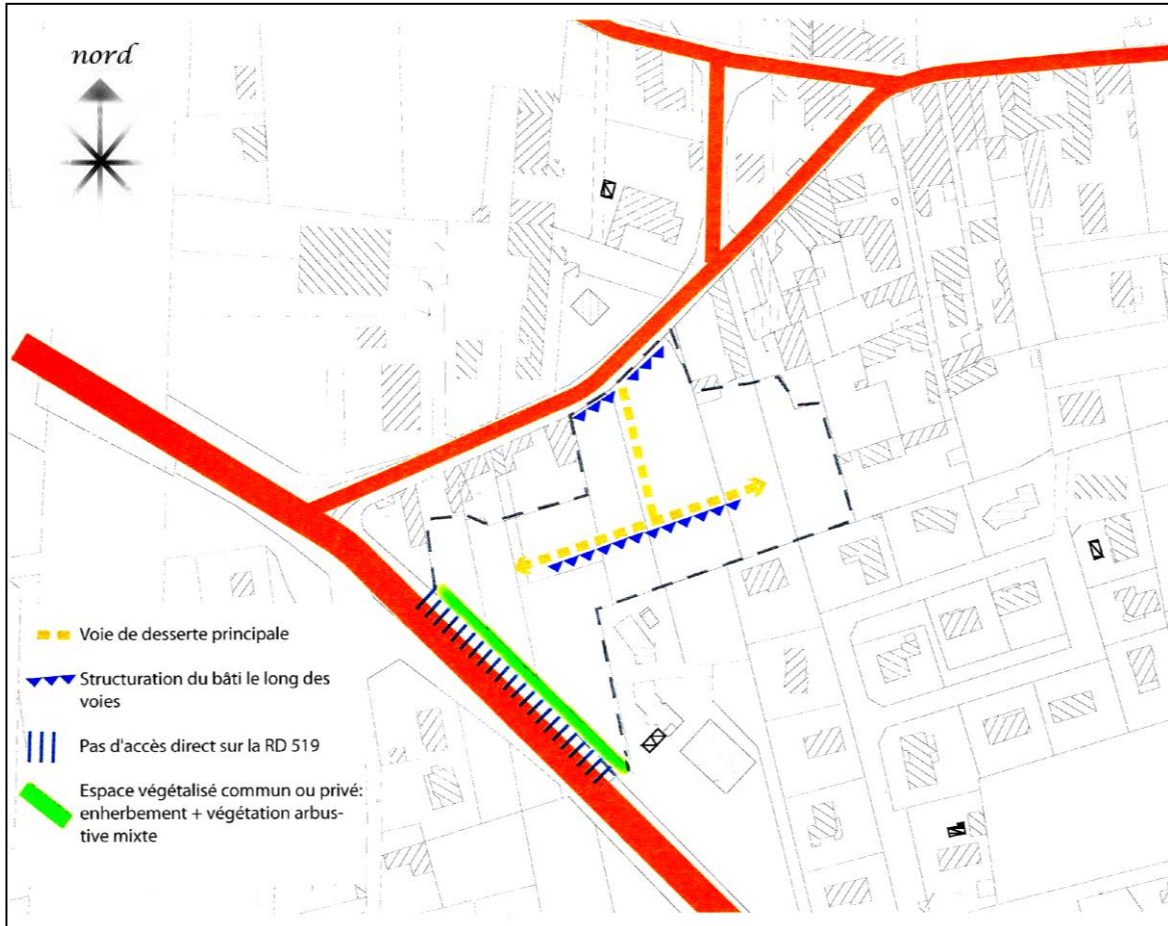 nord
Voie de desserte principale
Structuration du bâti le long des
voies
Pas d'accès direct sur la RD 519
Espace végétalisé commun ou privé:
enherbement + végétation arbus-
tive mixte